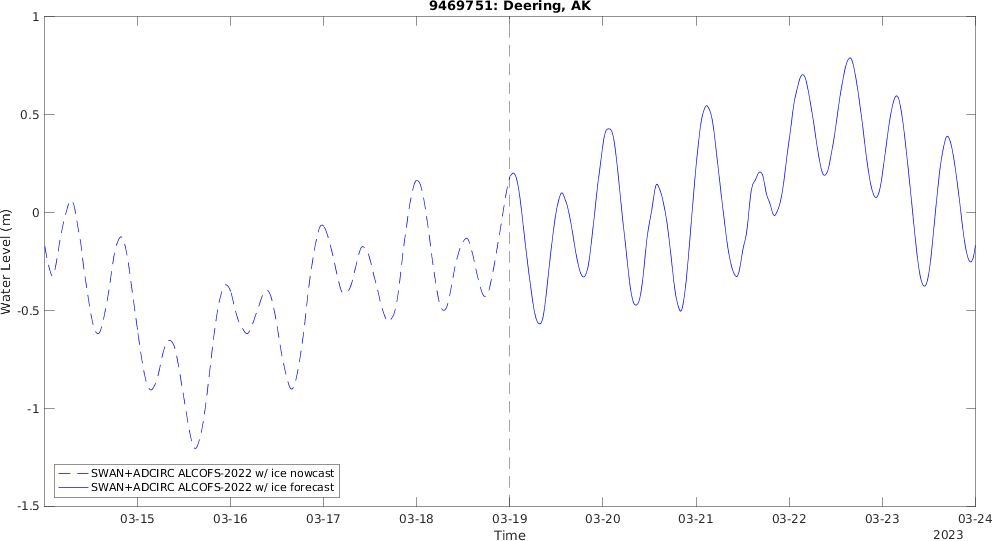 9469751: Deering, AK
Water Level (m)
1
0.5
0
-0.5
-1
-1.5
SWAN+ADCIRC ALCOFS-2022 w/ ice nowcast
SWAN+ADCIRC ALCOFS-2022 w/ ice forecast
03-15 03-16 03-17 03-18 03-19 03-20 03-21 03-22 03-23 03-24
Time
2023